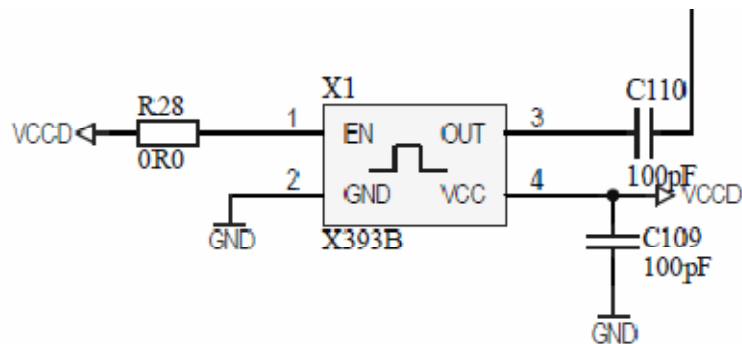 X1
C110
R28
1
3
VCCD
EN
OUT
0R0
100pF
2
4
GND
VCC
VCCD
GND
X393B
C109
100pF
GND